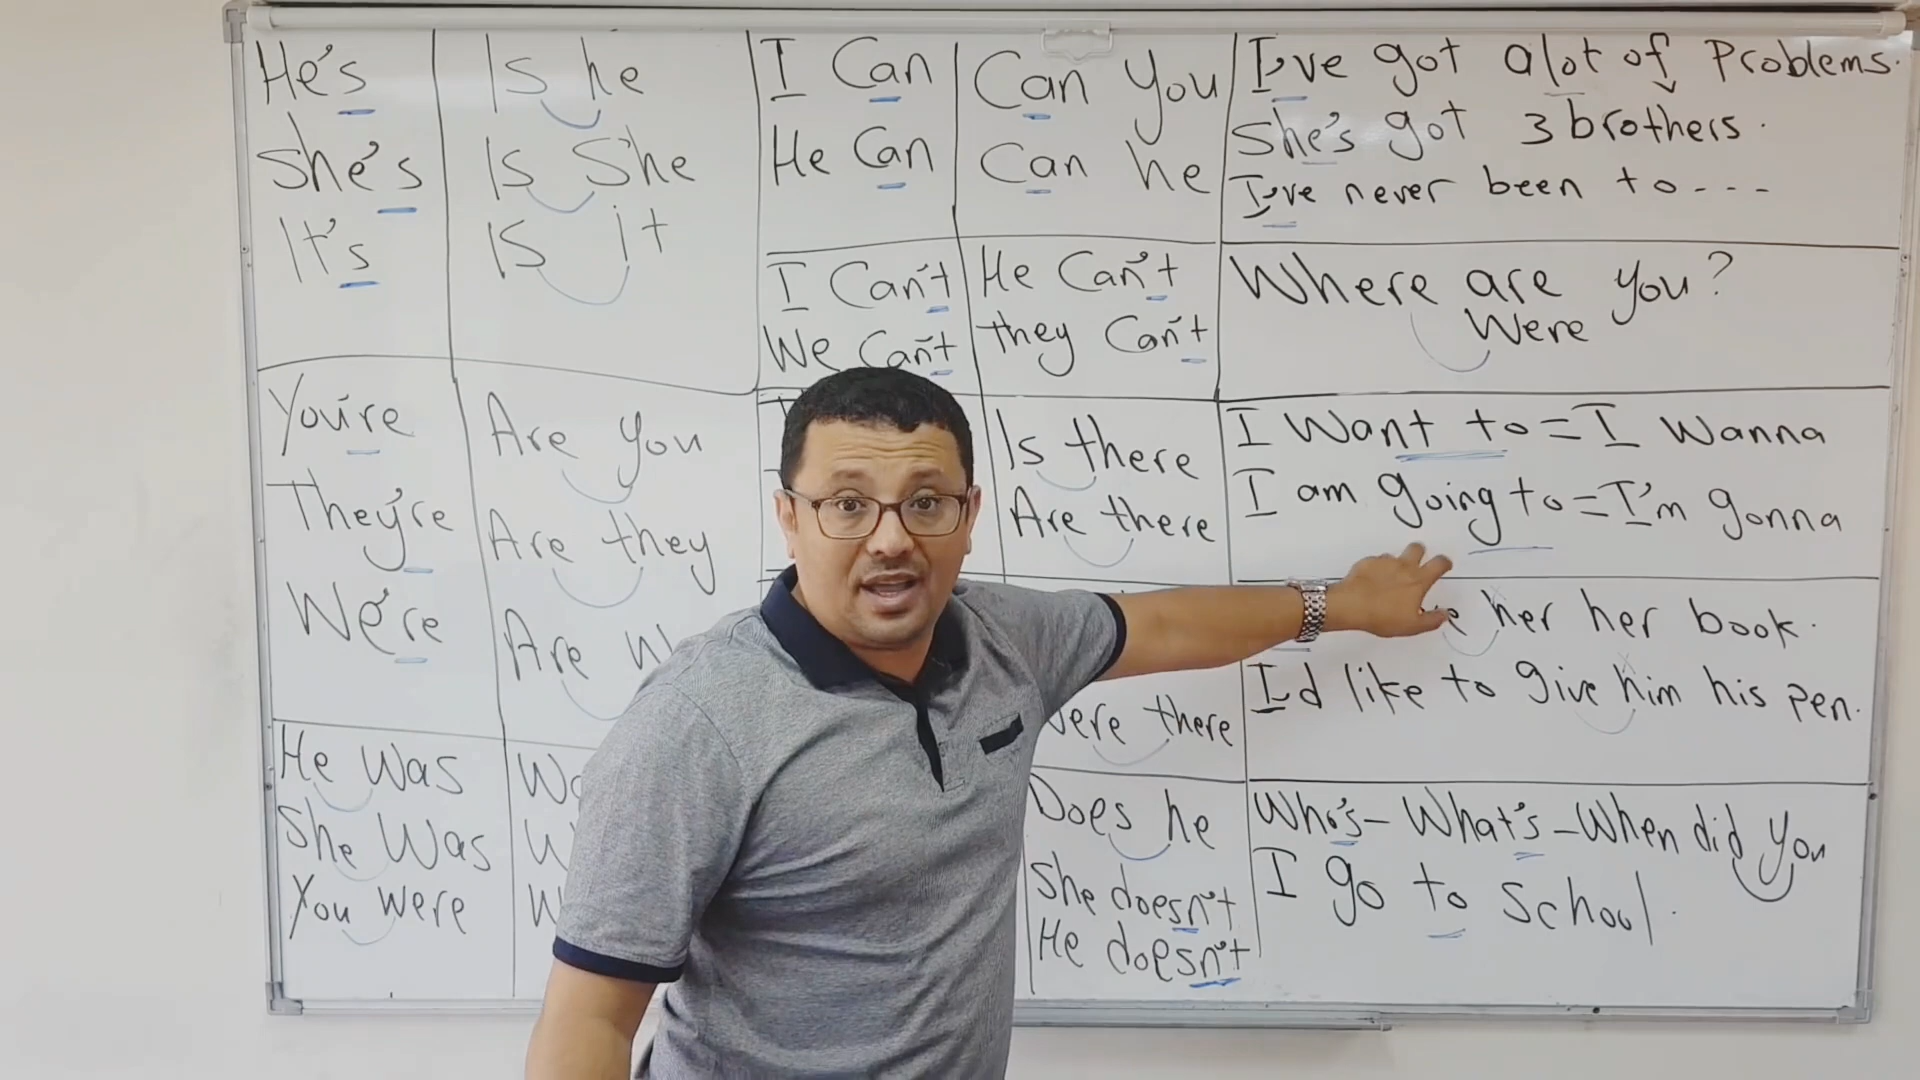 He's
She's
It's
Is he
Is She
Is it
I Can
He Can
Can You
Can he
I've got alot of Problems.
She's got 3 brothers.
I've never been to ---
I Can't
We Can't
He Can't
they Can't
Where are you?
Were
You're
They're
We're
Are you
Are they
Are
Is there
Are there
I Want to = I Wanna
I am going to = I'm gonna
her her book.
I'd like to give him his pen.
there
He Was
She Was
You Were
Does he
She doesn't
He doesn't
Who's - What's - When did you
I go to School.